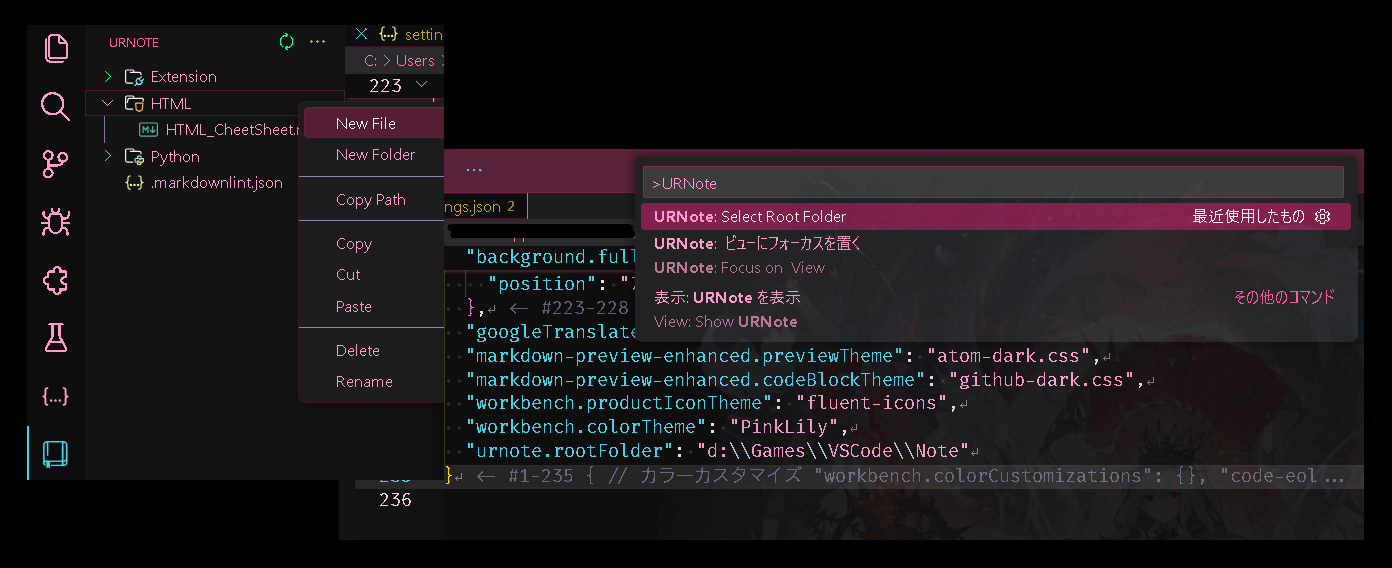 URNOTE
Extension
HTML
HTML_CheetSheet.
Python
.markdownlint.json
New File
New Folder
Copy Path
Copy
Cut
Paste
Delete
Rename
settin
C: > Users
223
ngs.json 2
>URNote
URNote: Select Root Folder 最近使用したもの
URNote: ビューにフォーカスを置く
URNote: Focus on View
表示: URNote を表示 その他のコマンド
View: Show URNote
"background.full
"position": "
},↵ ← #223-228
"googleTranslate
"markdown-preview-enhanced.previewTheme": "atom-dark.css",↵
"markdown-preview-enhanced.codeBlockTheme": "github-dark.css",↵
"workbench.productIconTheme": "fluent-icons",↵
"workbench.colorTheme": "PinkLily",↵
"urnote.rootFolder": "d:\\Games\\VSCode\\Note"↵
}↵ ← #1-235 { // カラーカスタマイズ "workbench.colorCustomizations": {}, "code-eol ...
236